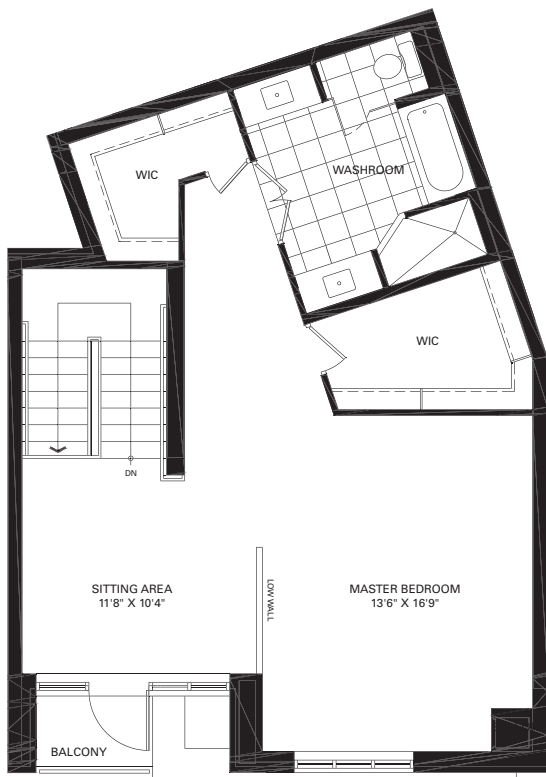 WIC
WASHROOM
WIC
DN
SITTING AREA
11'8" X 10'4"
LOW WALL
MASTER BEDROOM
13'6" X 16'9"
BALCONY